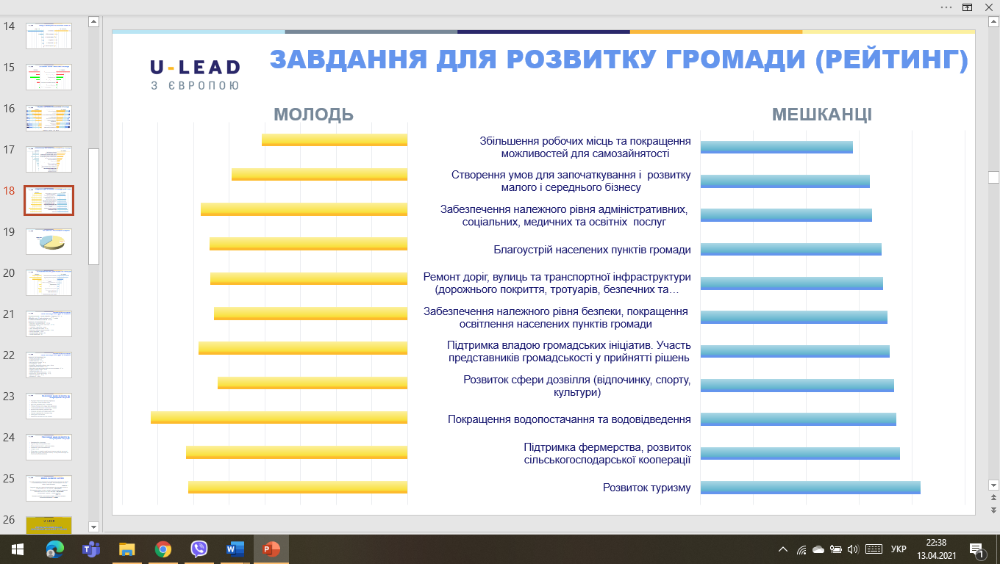 14
15
16
17
18
19
20
21
22
23
24
25
26
U-LEAD
З ЄВРОПОЮ
ЗАВДАННЯ ДЛЯ РОЗВИТКУ ГРОМАДИ (РЕЙТИНГ)
МОЛОДЬ
МЕШКАНЦІ
Збільшення робочих місць та покращення
можливостей для самозайнятості
Створення умов для започаткування і розвитку
малого і середнього бізнесу
Забезпечення належного рівня адміністративних,
соціальних, медичних та освітніх послуг
Благоустрій населених пунктів громади
Ремонт доріг, вулиць та транспортної інфраструктури
(дорожнього покриття, тротуарів, безпечних та…
Забезпечення належного рівня безпеки, покращення
освітлення населених пунктів громади
Підтримка владою громадських ініціатив. Участь
представників громадськості у прийнятті рішень
Розвиток сфери дозвілля (відпочинку, спорту,
культури)
Покращення водопостачання та водовідведення
Підтримка фермерства, розвиток
сільськогосподарської кооперації
Розвиток туризму
УКР
22:38
13.04.2021
1